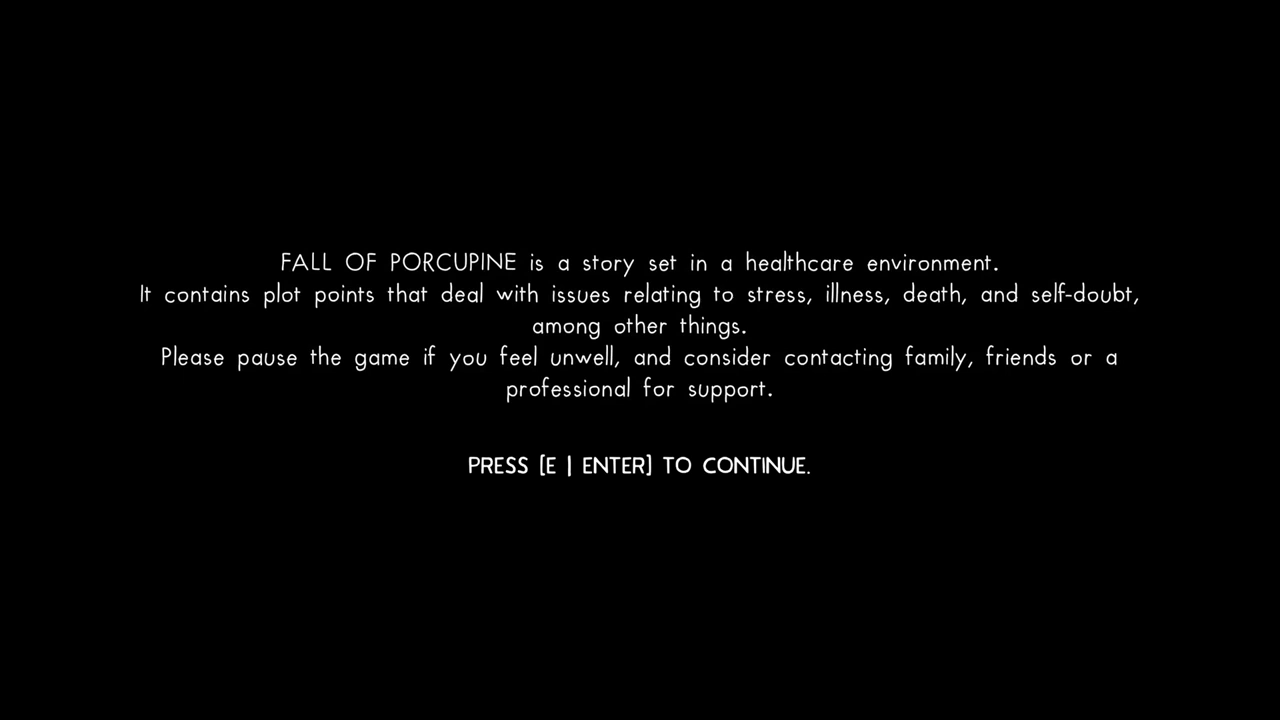 FALL OF PORCUPINE is a story set in a healthcare environment.
It contains plot points that deal with issues relating to stress, illness, death, and self-doubt,
among other things.
Please pause the game if you feel unwell, and consider contacting family, friends or a
professional for support.
PRESS [E | ENTER] TO CONTINUE.